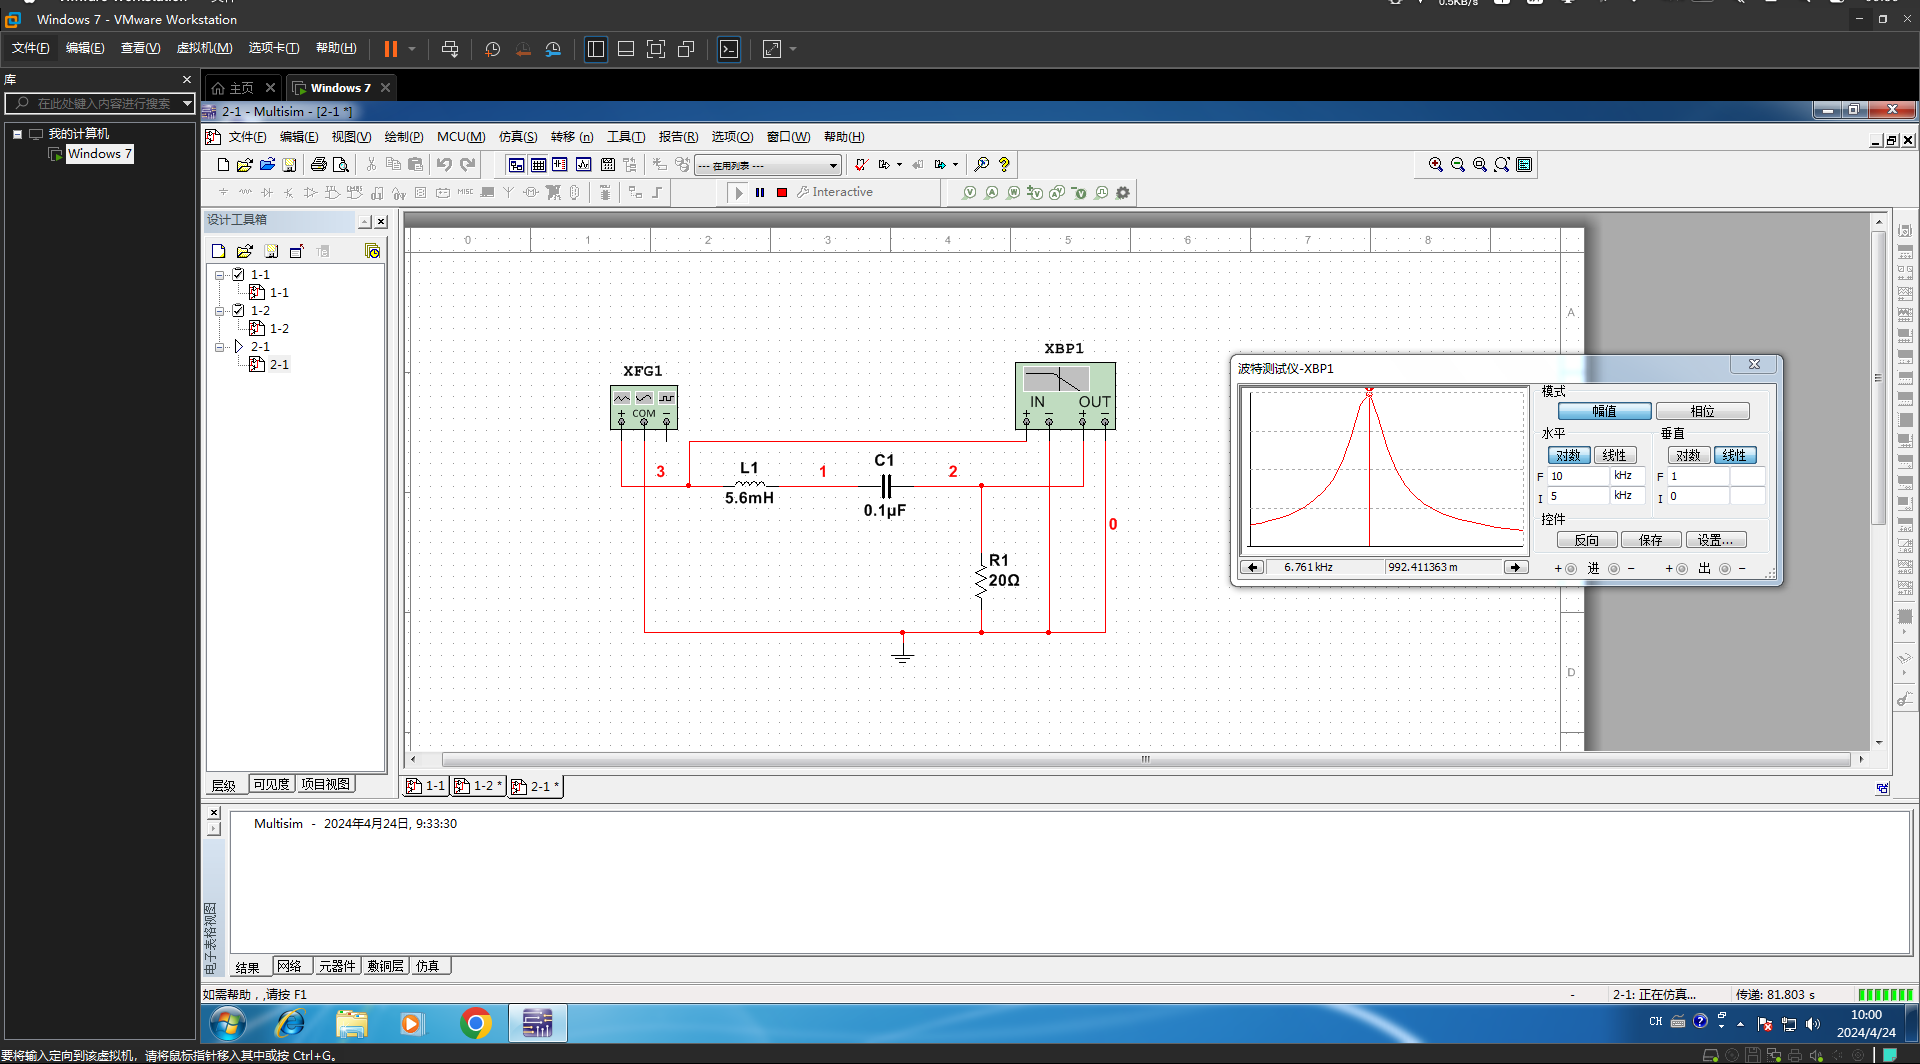 0.5KB/s
Windows 7 - VMware Workstation
文件(F) 编辑(E) 查看(V) 虚拟机(M) 选项卡(T) 帮助(H)
库
在此处键入内容进行搜索
我的计算机
Windows 7
主页
Windows 7
2-1 - Multisim - [2-1 *]
文件(F) 编辑(E) 视图(V) 绘制(P) MCU(M) 仿真(S) 转移 (n) 工具(T) 报告(R) 选项(O) 窗口(W) 帮助(H)
--- 在用列表 ---
MISC
Interactive
设计工具箱
1-1
1-1
1-2
1-2
2-1
2-1
层级 可见度 项目视图
0 1 2 3 4 5 6 7 8
A
D
XFG1
COM
XBP1
IN OUT
3
L1
5.6mH
1
C1
0.1µF
2
0
R1
20Ω
波特测试仪-XBP1
模式
幅值 相位
水平 垂直
对数 线性 对数 线性
F 10 kHz F 1
I 5 kHz I 0
控件
反向 保存 设置...
6.761 kHz 992.411363 m
+ 进 - + 出 -
1-1 1-2 * 2-1 *
Multisim - 2024年4月24日, 9:33:30
电子表格视图
结果 网络 元器件 敷铜层 仿真
如需帮助，,请按 F1
- 2-1: 正在仿真... 传递: 81.803 s
CH
10:00
2024/4/24
要将输入定向到该虚拟机，请将鼠标指针移入其中或按 Ctrl+G。